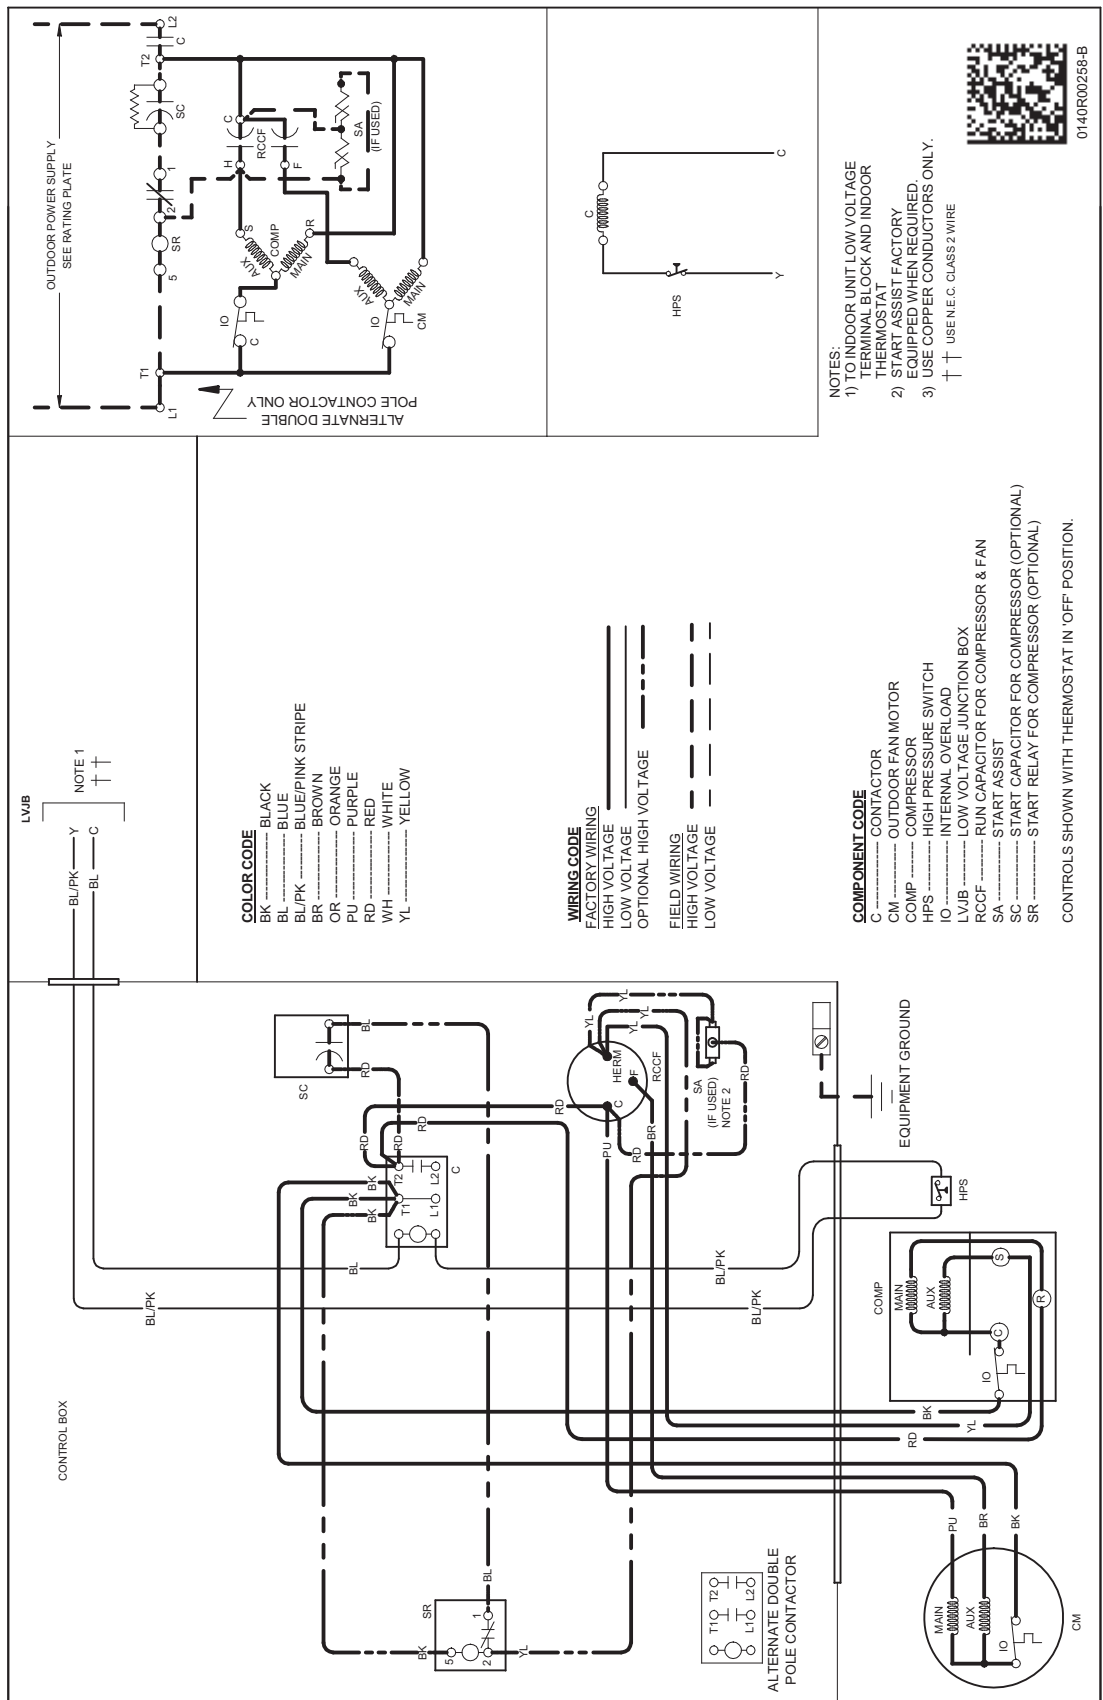 CONTROL BOX
LVJB
NOTE 1
Y
C
BL/PK
BL
BL/PK
BL
BL/PK
BL/PK
SC
RD
BL
RD
RD
RD
RD
BK
BK
BK
T2
T1
L2
L1
C
RD
RD
PU
BR
RD
RD
YL
YL
YL
YL
HERM
F
C
RCCF
SA
(IF USED)
NOTE 2
SR
5
2
1
BK
YL
BL
ALTERNATE DOUBLE
POLE CONTACTOR
T1
T2
L1
L2
HPS
EQUIPMENT GROUND
COMP
MAIN
AUX
IO
C
S
R
BK
YL
RD
PU
BR
BK
MAIN
AUX
IO
CM
COLOR CODE
BK ---------- BLACK
BL ---------- BLUE
BL/PK -------- BLUE/PINK STRIPE
BR ---------- BROWN
OR ---------- ORANGE
PU ---------- PURPLE
RD ---------- RED
WH ---------- WHITE
YL ---------- YELLOW
WIRING CODE
FACTORY WIRING
HIGH VOLTAGE
LOW VOLTAGE
OPTIONAL HIGH VOLTAGE
FIELD WIRING
HIGH VOLTAGE
LOW VOLTAGE
COMPONENT CODE
C ---------- CONTACTOR
CM ---------- OUTDOOR FAN MOTOR
COMP ------- COMPRESSOR
HPS -------- HIGH PRESSURE SWITCH
IO ---------- INTERNAL OVERLOAD
LVJB -------- LOW VOLTAGE JUNCTION BOX
RCCF ------- RUN CAPACITOR FOR COMPRESSOR & FAN
SA ---------- START ASSIST
SC ---------- START CAPACITOR FOR COMPRESSOR (OPTIONAL)
SR ---------- START RELAY FOR COMPRESSOR (OPTIONAL)
CONTROLS SHOWN WITH THERMOSTAT IN 'OFF' POSITION.
OUTDOOR POWER SUPPLY
SEE RATING PLATE
L1
L2
T1
T2
C
5
SR
2
1
SC
ALTERNATE DOUBLE
POLE CONTACTOR ONLY
IO
C
AUX
MAIN
S
R
COMP
H
C
RCCF
F
SA
(IF USED)
IO
AUX
MAIN
CM
C
HPS
Y
C
NOTES:
1) TO INDOOR UNIT LOW VOLTAGE
TERMINAL BLOCK AND INDOOR
THERMOSTAT
2) START ASSIST FACTORY
EQUIPPED WHEN REQUIRED.
3) USE COPPER CONDUCTORS ONLY.
†† USE N.E.C. CLASS 2 WIRE
0140R00258-B